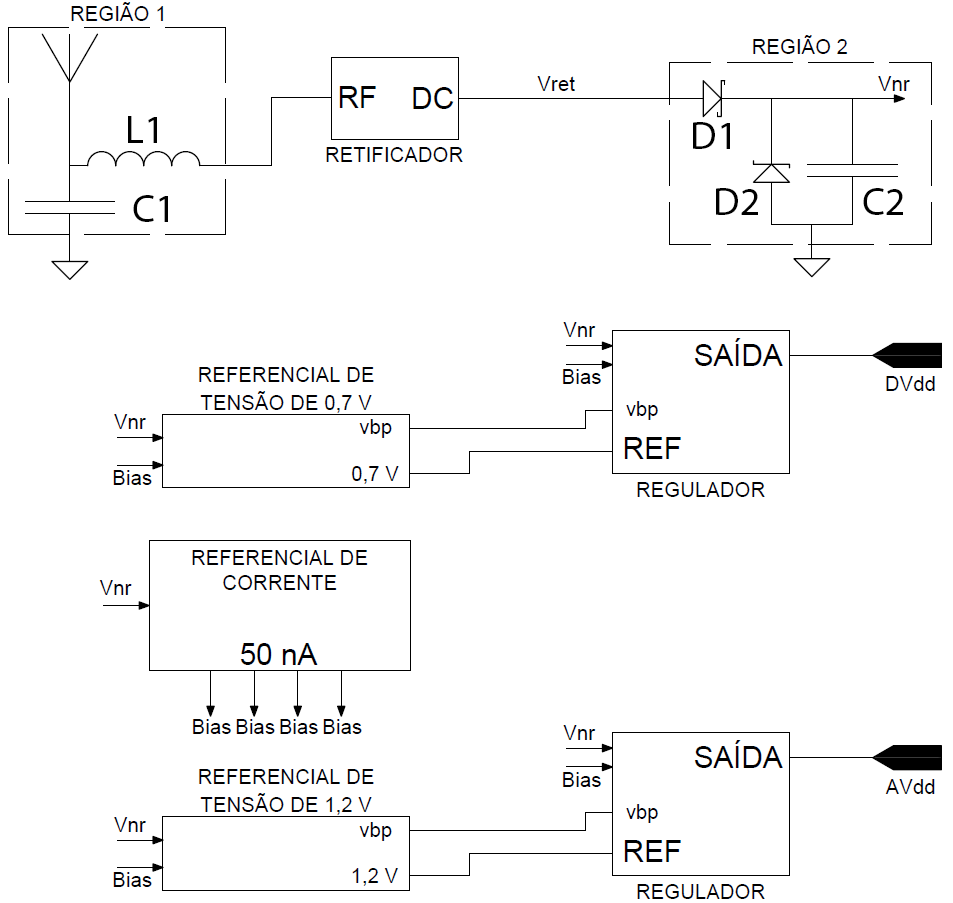 REGIÃO 1
REGIÃO 2
RF DC
Vret
Vnr
L1
D1
RETIFICADOR
C1
D2
C2
Vnr
SAÍDA
Bias
DVdd
REFERENCIAL DE
TENSÃO DE 0,7 V
vbp
Vnr
vbp
REF
Bias
0,7 V
REGULADOR
REFERENCIAL DE
CORRENTE
Vnr
50 nA
Bias Bias Bias Bias
Vnr
SAÍDA
Bias
AVdd
REFERENCIAL DE
TENSÃO DE 1,2 V
vbp
Vnr
vbp
REF
Bias
1,2 V
REGULADOR